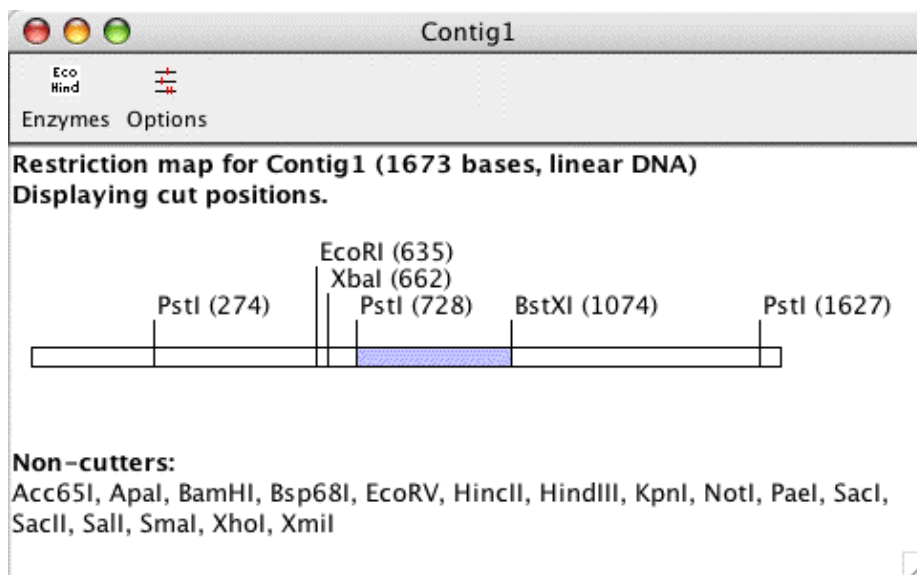 Contig1
Eco
Hind
Enzymes Options
Restriction map for Contig1 (1673 bases, linear DNA)
Displaying cut positions.
EcoRI (635)
XbaI (662)
PstI (274) PstI (728) BstXI (1074) PstI (1627)
Non-cutters:
Acc65I, ApaI, BamHI, Bsp68I, EcoRV, HincII, HindIII, KpnI, NotI, PaeI, SacI,
SacII, SalI, SmaI, XhoI, XmiI